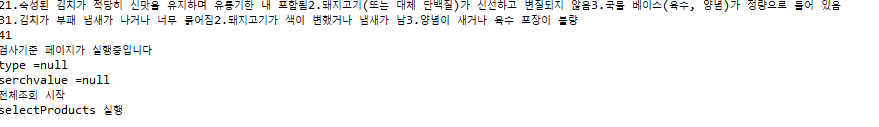 21.숙성된 김치가 적당히 신맛을 유지하며 유통기한 내 포함됨2.돼지고기(또는 대체 단백질)가 신선하고 변질되지 않음3.국물 베이스(육수, 양념)가 정량으로 들어 있음
31.김치가 부패 냄새가 나거나 너무 묽어짐2.돼지고기가 색이 변했거나 냄새가 남3.양념이 새거나 육수 포장이 불량
41
검사기준 페이지가 실행중입니다
type =null
serchvalue =null
전체조회 시작
selectProducts 실행